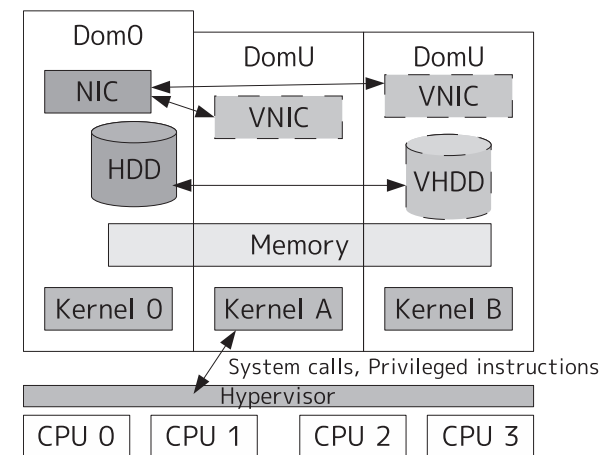 Dom0
DomU
DomU
NIC
VNIC
VNIC
HDD
VHDD
Memory
Kernel 0
Kernel A
Kernel B
System calls, Privileged instructions
Hypervisor
CPU 0
CPU 1
CPU 2
CPU 3